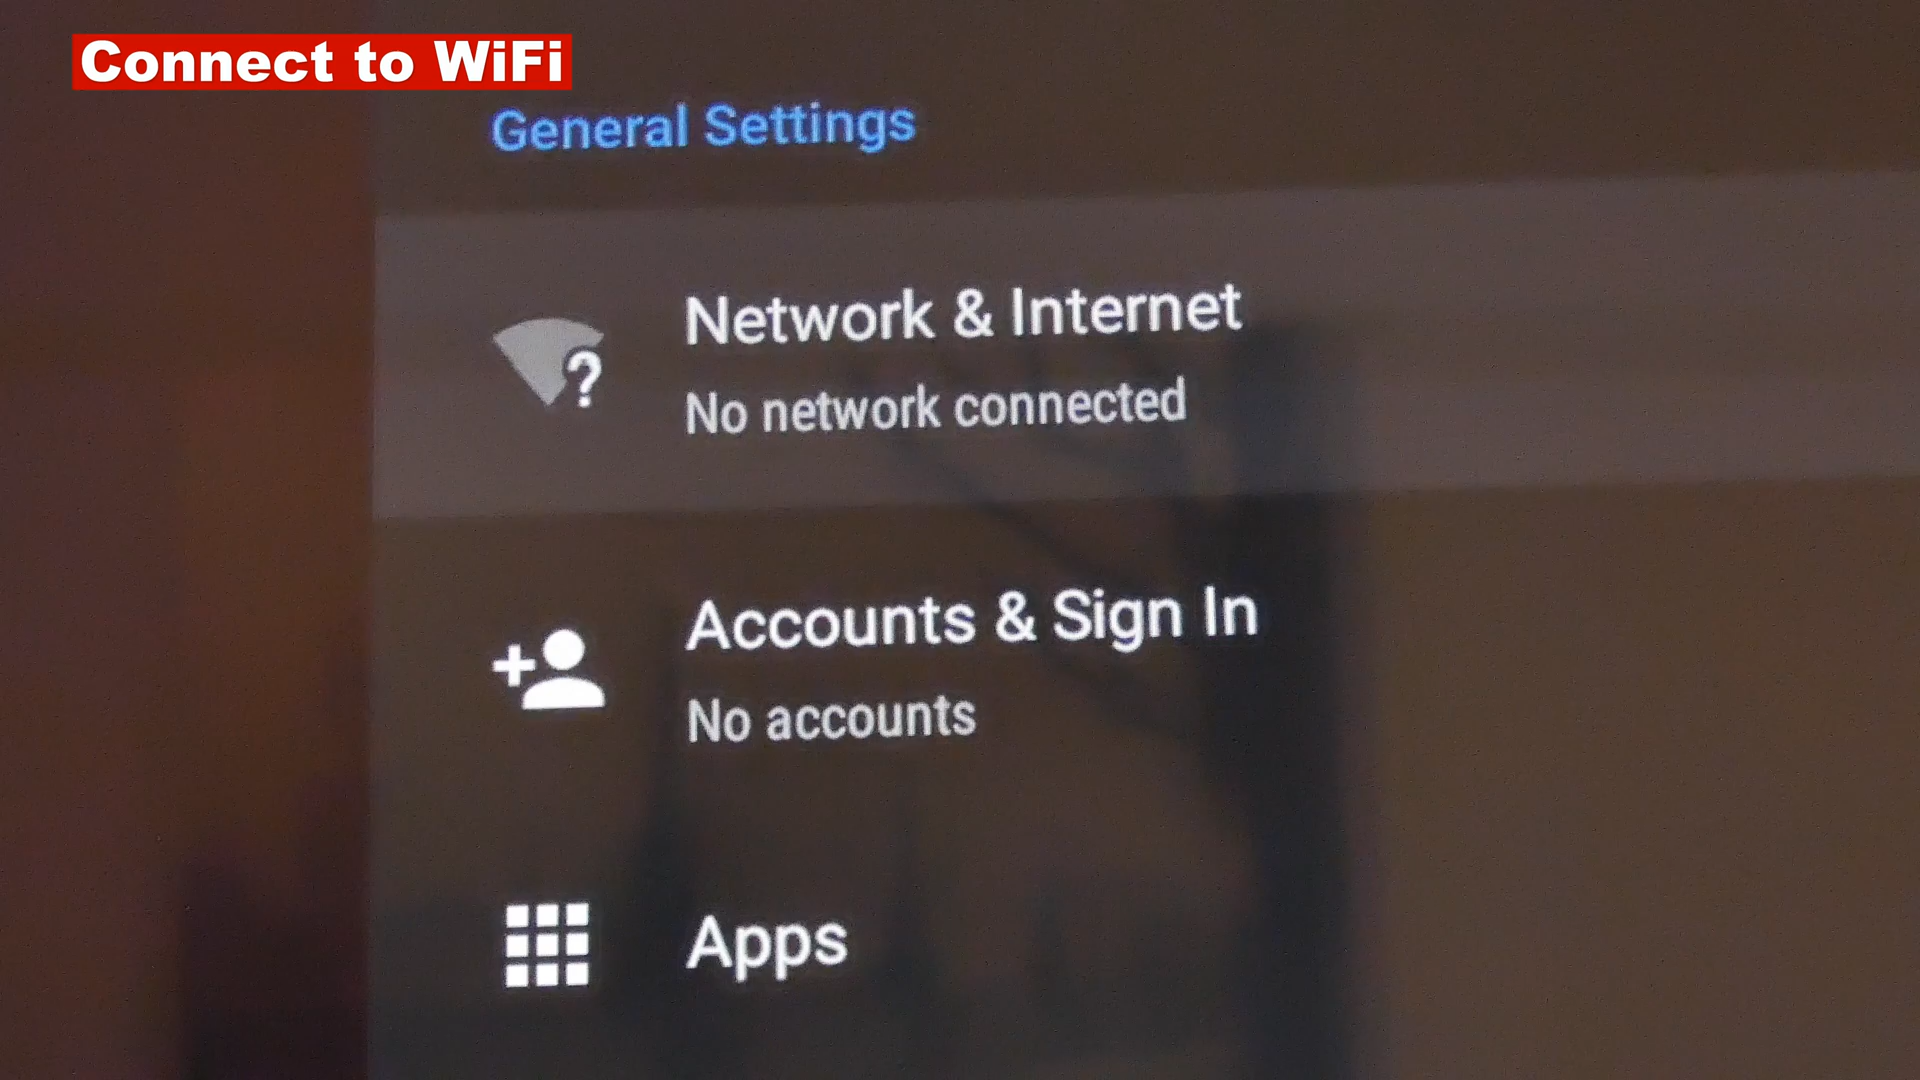 Connect to WiFi
General Settings
Network & Internet
No network connected
Accounts & Sign In
No accounts
Apps